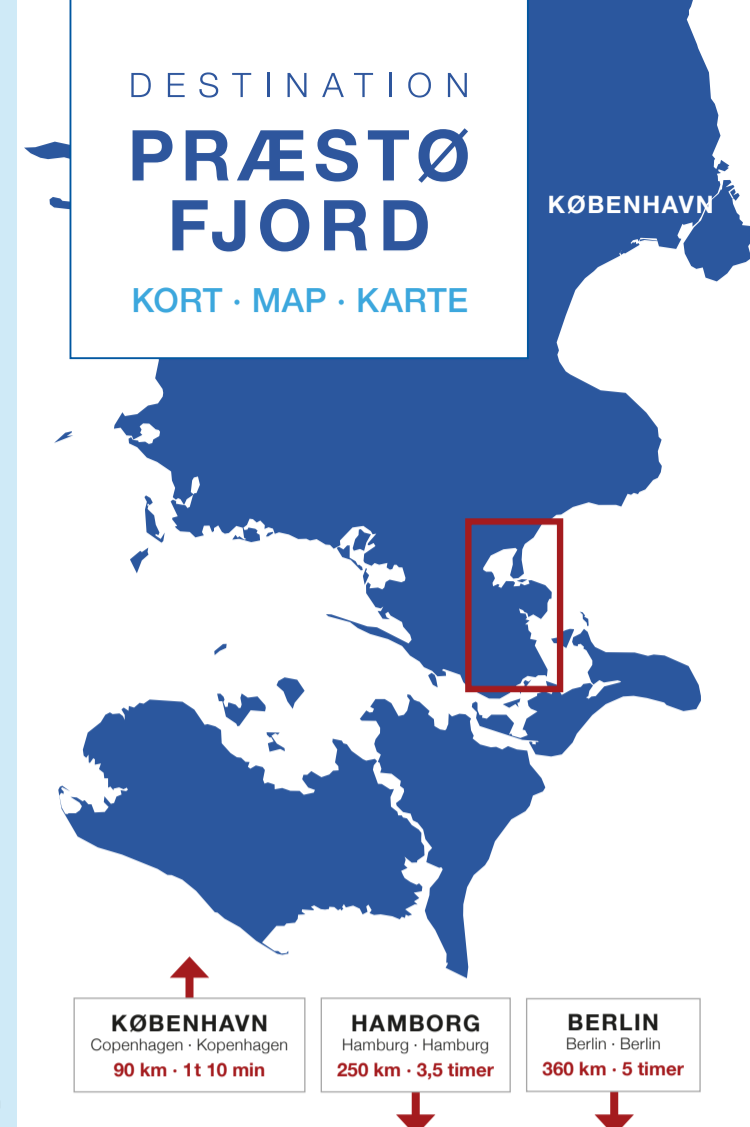 DESTINATION
PRÆSTØ
FJORD
KORT · MAP · KARTE
KØBENHAVN
KØBENHAVN
Copenhagen · Kopenhagen
90 km · 1t 10 min
HAMBORG
Hamburg · Hamburg
250 km · 3,5 timer
BERLIN
Berlin · Berlin
360 km · 5 timer